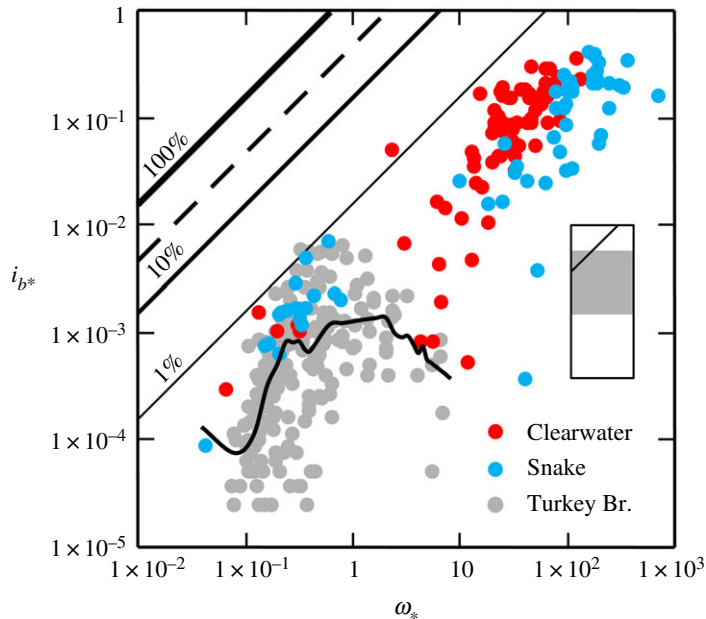 1
1 × 10⁻¹
1 × 10⁻²
1 × 10⁻³
1 × 10⁻⁴
1 × 10⁻⁵
i_b*
100%
10%
1%
Clearwater
Snake
Turkey Br.
1 × 10⁻² 1 × 10⁻¹ 1 10 1 × 10² 1 × 10³
ω_*